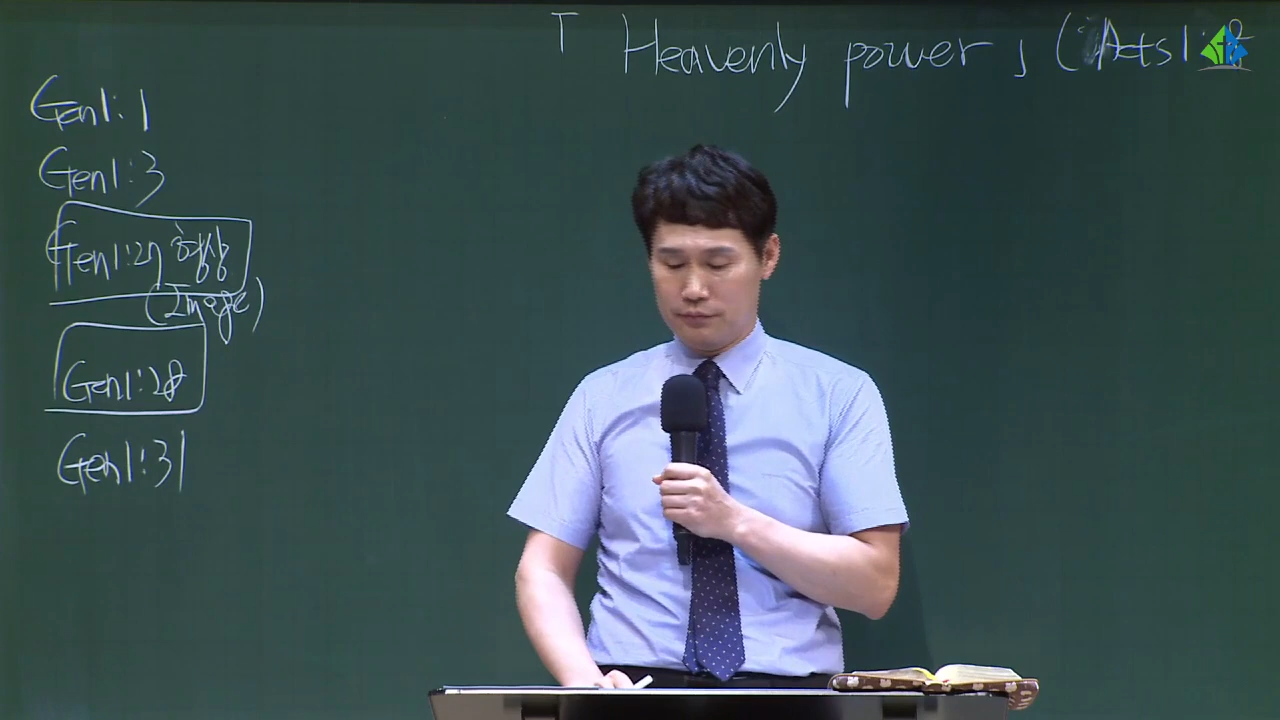 「 Heavenly power 」 (Acts 1:8
Gen 1:1
Gen 1:3
Gen 1:27 형상
(Image)
Gen 1:28
Gen 1:31